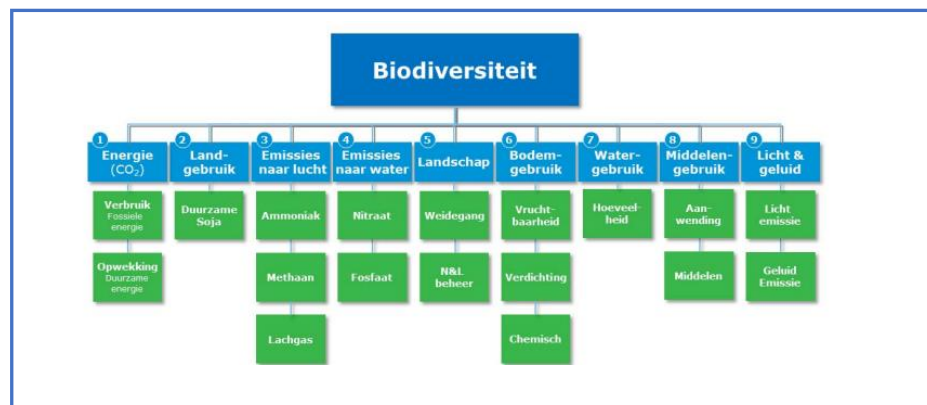 Biodiversiteit
1
Energie
(CO₂)
2
Land-
gebruik
3
Emissies
naar lucht
4
Emissies
naar water
5
Landschap
6
Bodem-
gebruik
7
Water-
gebruik
8
Middelen-
gebruik
9
Licht &
geluid
Verbruik
Fossiele
energie
Duurzame
Soja
Ammoniak
Nitraat
Weidegang
Vrucht-
baarheid
Hoeveel-
heid
Aan-
wending
Licht
emissie
Opwekking
Duurzame
energie
Methaan
Fosfaat
N&L
beheer
Verdichting
Middelen
Geluid
Emissie
Lachgas
Chemisch